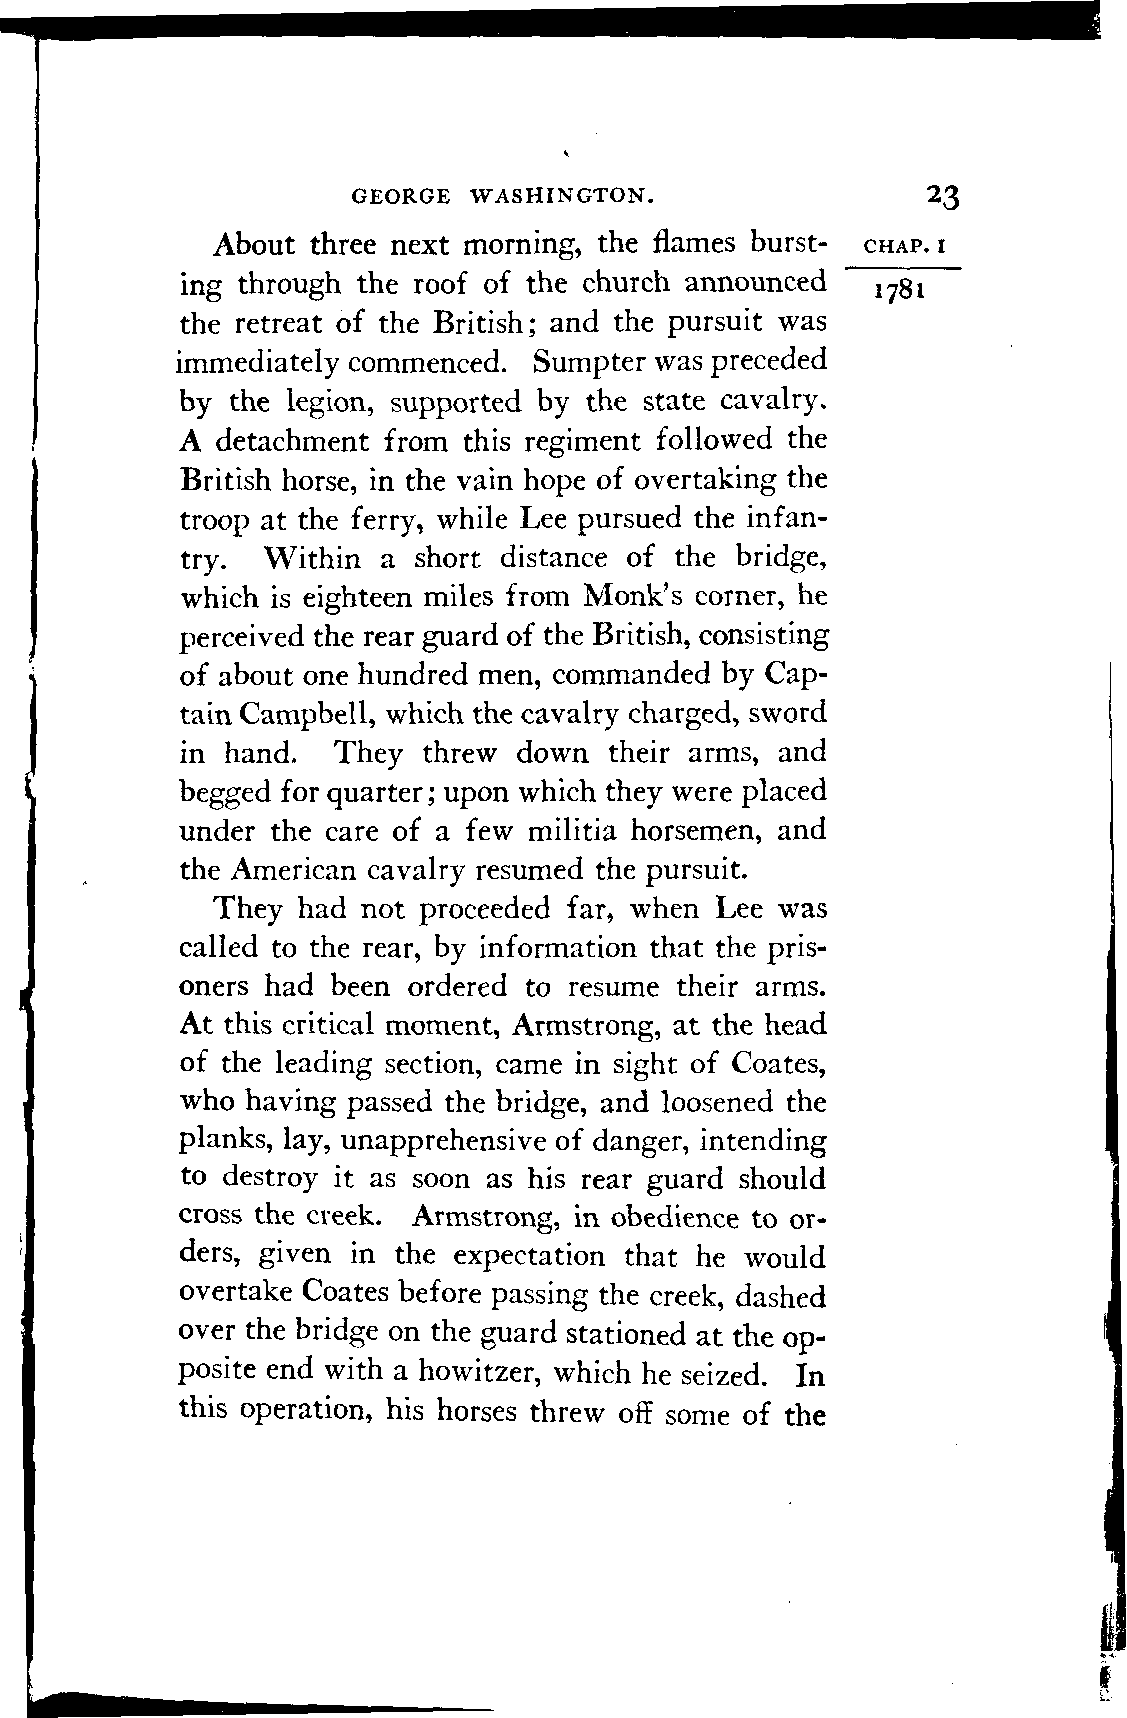 GEORGE WASHINGTON. 23
About three next morning, the flames burst- CHAP. I
ing through the roof of the church announced 1781
the retreat of the British; and the pursuit was
immediately commenced. Sumpter was preceded
by the legion, supported by the state cavalry.
A detachment from this regiment followed the
British horse, in the vain hope of overtaking the
troop at the ferry, while Lee pursued the infan-
try. Within a short distance of the bridge,
which is eighteen miles from Monk's corner, he
perceived the rear guard of the British, consisting
of about one hundred men, commanded by Cap-
tain Campbell, which the cavalry charged, sword
in hand. They threw down their arms, and
begged for quarter; upon which they were placed
under the care of a few militia horsemen, and
the American cavalry resumed the pursuit.
They had not proceeded far, when Lee was
called to the rear, by information that the pris-
oners had been ordered to resume their arms.
At this critical moment, Armstrong, at the head
of the leading section, came in sight of Coates,
who having passed the bridge, and loosened the
planks, lay, unapprehensive of danger, intending
to destroy it as soon as his rear guard should
cross the creek. Armstrong, in obedience to or-
ders, given in the expectation that he would
overtake Coates before passing the creek, dashed
over the bridge on the guard stationed at the op-
posite end with a howitzer, which he seized. In
this operation, his horses threw off some of the